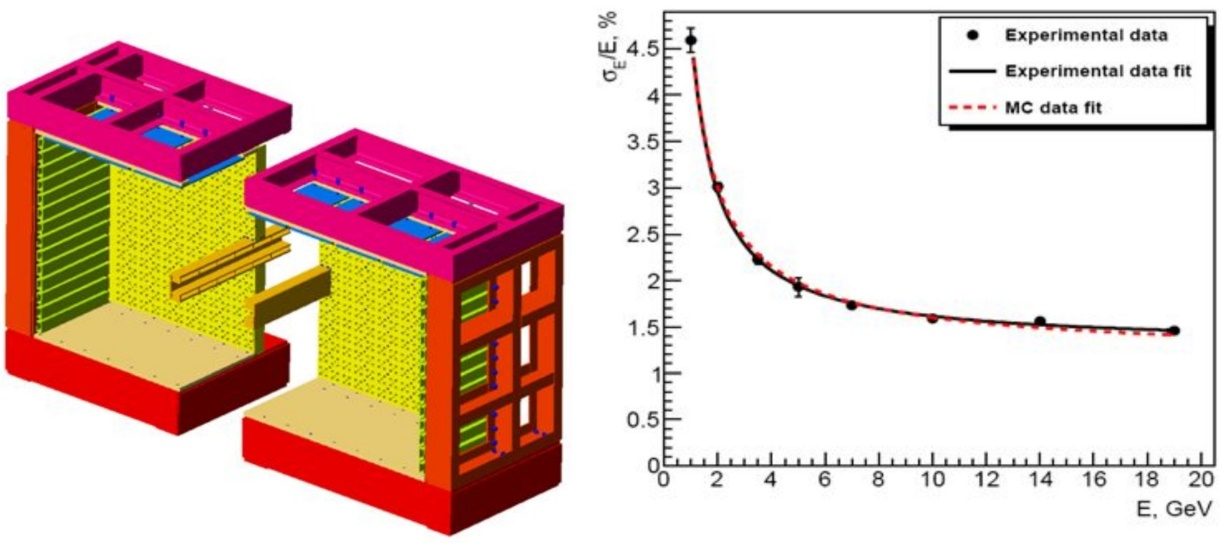 σE/E, %
4.5
4
3.5
3
2.5
2
1.5
1
0.5
0
0 2 4 6 8 10 12 14 16 18 20
E, GeV
Experimental data
Experimental data fit
MC data fit